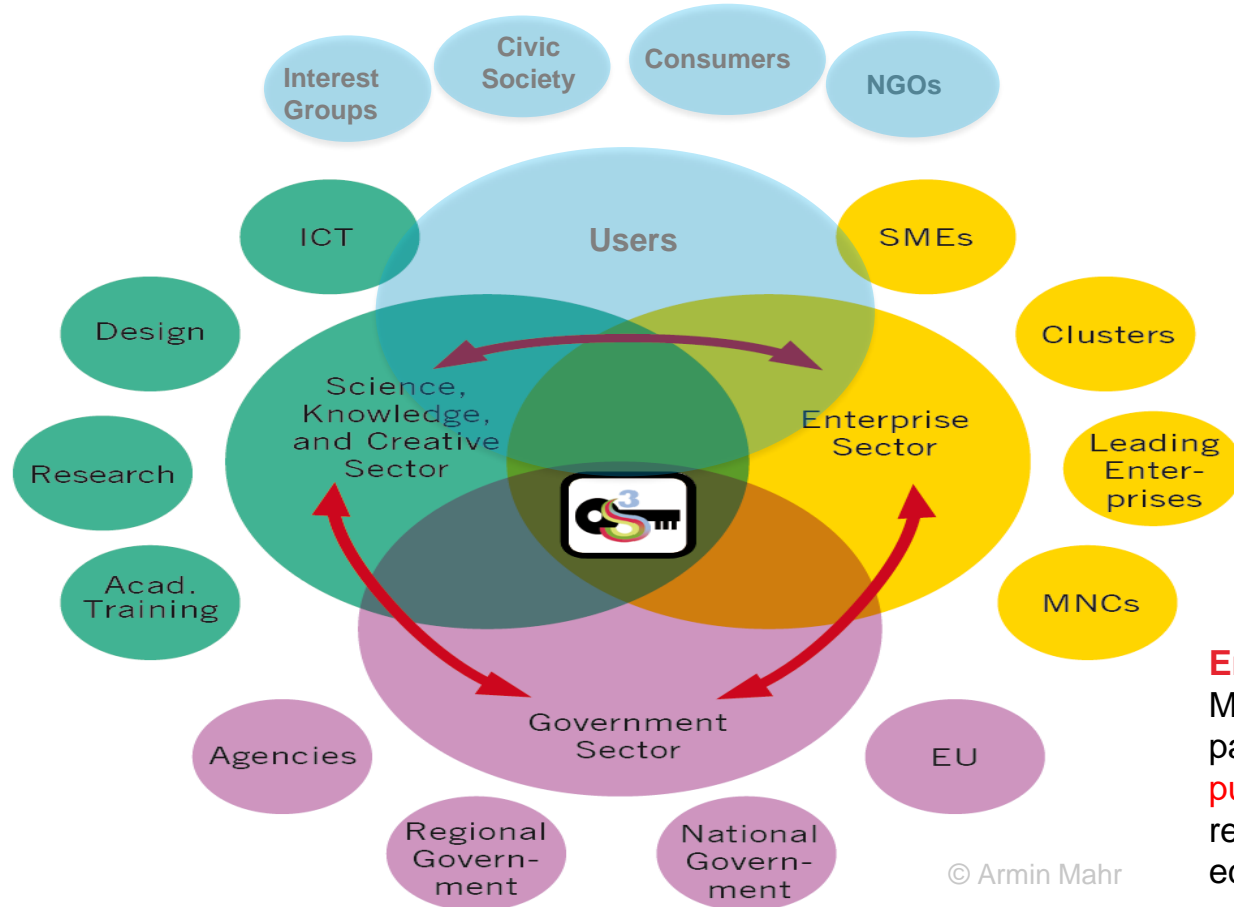 Civic
Society
Consumers
Interest
Groups
NGOs
ICT
Users
SMEs
Design
Clusters
Science,
Knowledge,
and Creative
Sector
Enterprise
Sector
Research
Leading
Enter-
prises
3
Acad.
Training
MNCs
Government
Sector
Agencies
EU
Regional
Govern-
ment
National
Govern-
ment
© Armin Mahr